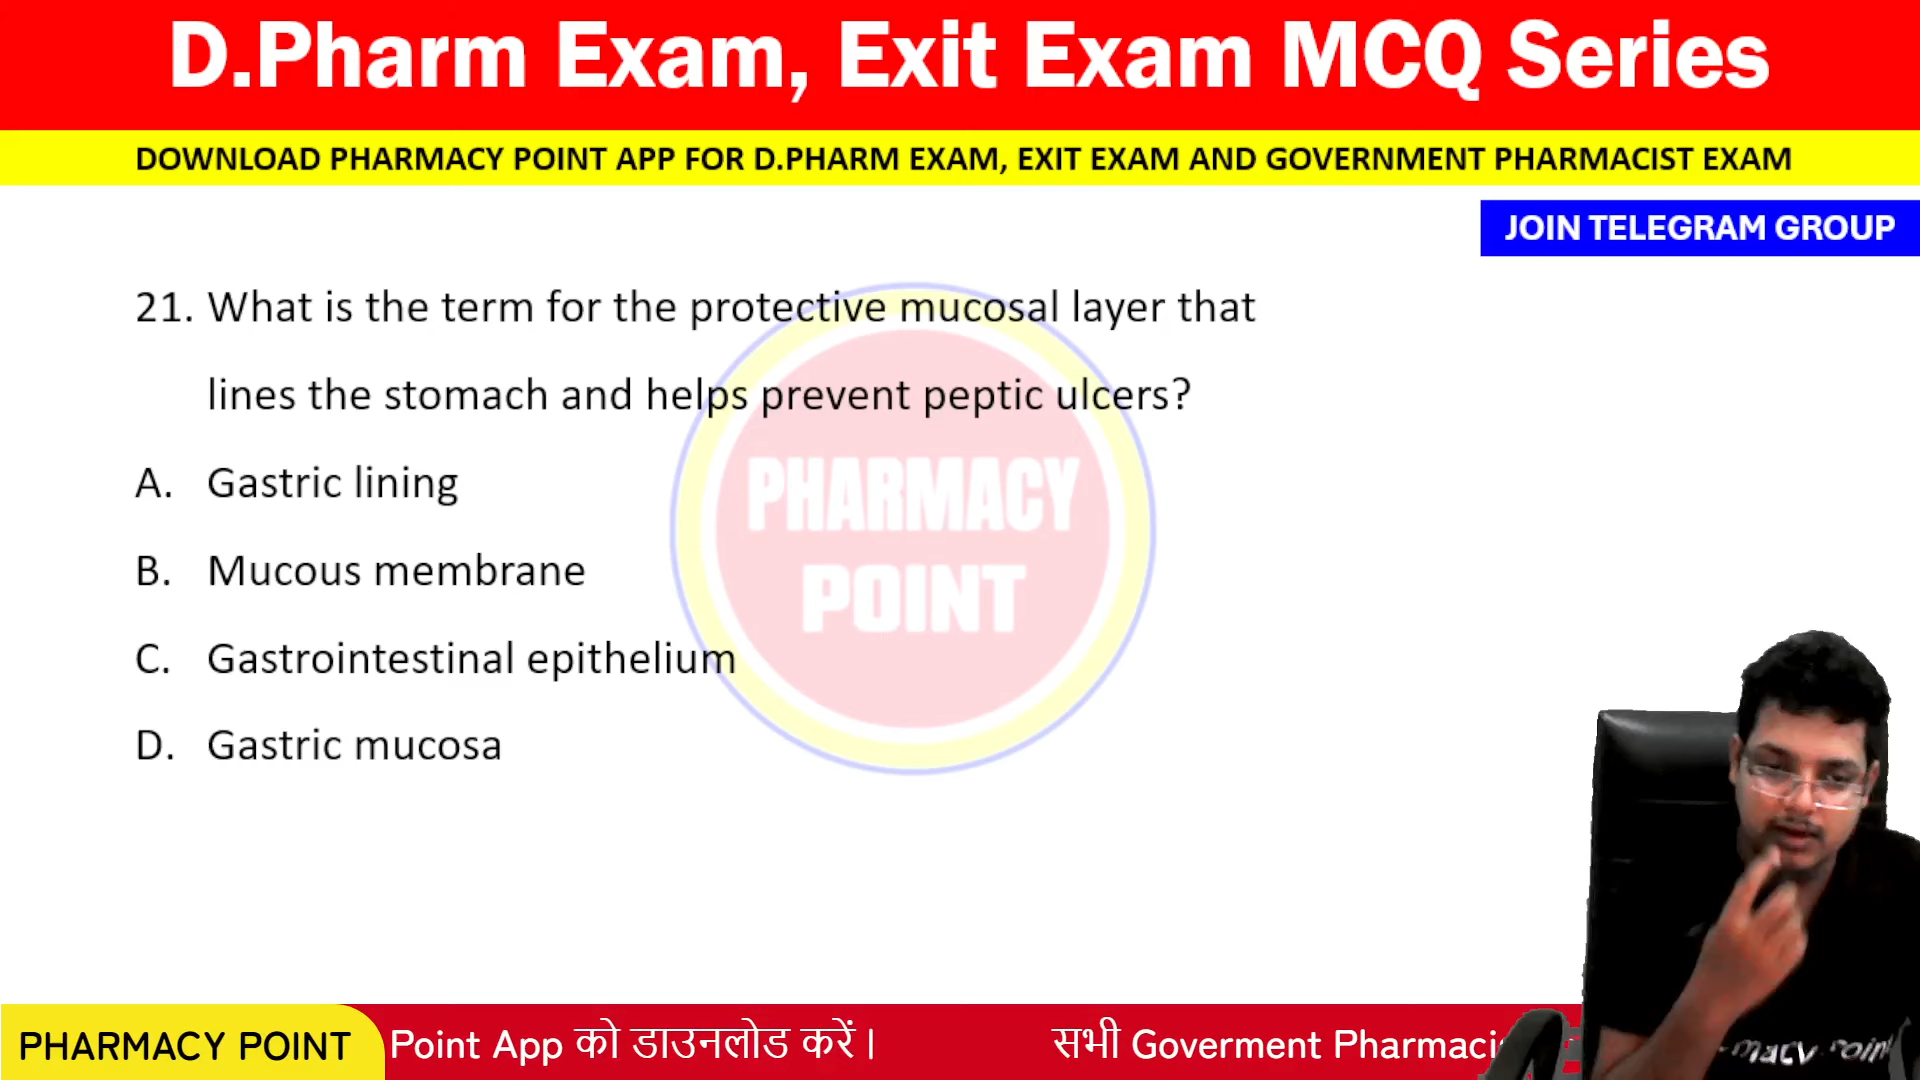 D.Pharm Exam, Exit Exam MCQ Series
DOWNLOAD PHARMACY POINT APP FOR D.PHARM EXAM, EXIT EXAM AND GOVERNMENT PHARMACIST EXAM
JOIN TELEGRAM GROUP
21. What is the term for the protective mucosal layer that
lines the stomach and helps prevent peptic ulcers?
A. Gastric lining
B. Mucous membrane
C. Gastrointestinal epithelium
D. Gastric mucosa
PHARMACY
POINT
PHARMACY POINT
Point App को डाउनलोड करें। सभी Goverment